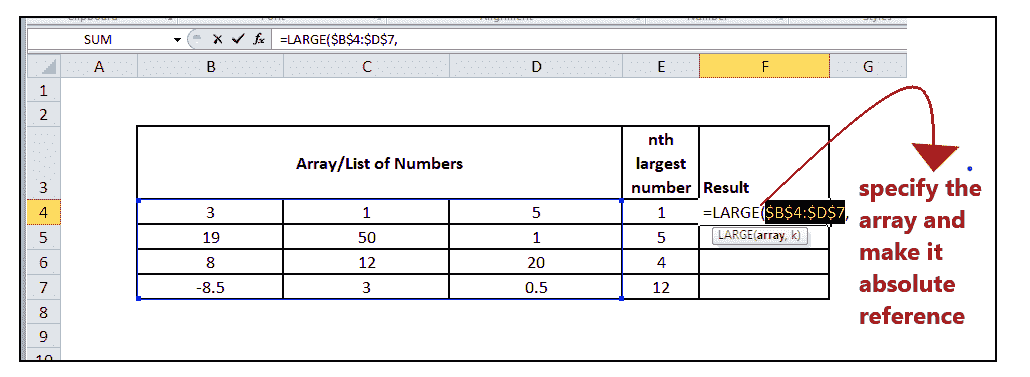 Clipboard Font Alignment Number Styles
SUM =LARGE($B$4:$D$7,
A B C D E F G
1
2
nth
Array/List of Numbers largest
3 number Result
4 3 1 5 1 =LARGE($B$4:$D$7,
5 19 50 1 5 LARGE(array, k)
6 8 12 20 4
7 -8.5 3 0.5 12
8
9
10
specify the
array and
make it
absolute
reference